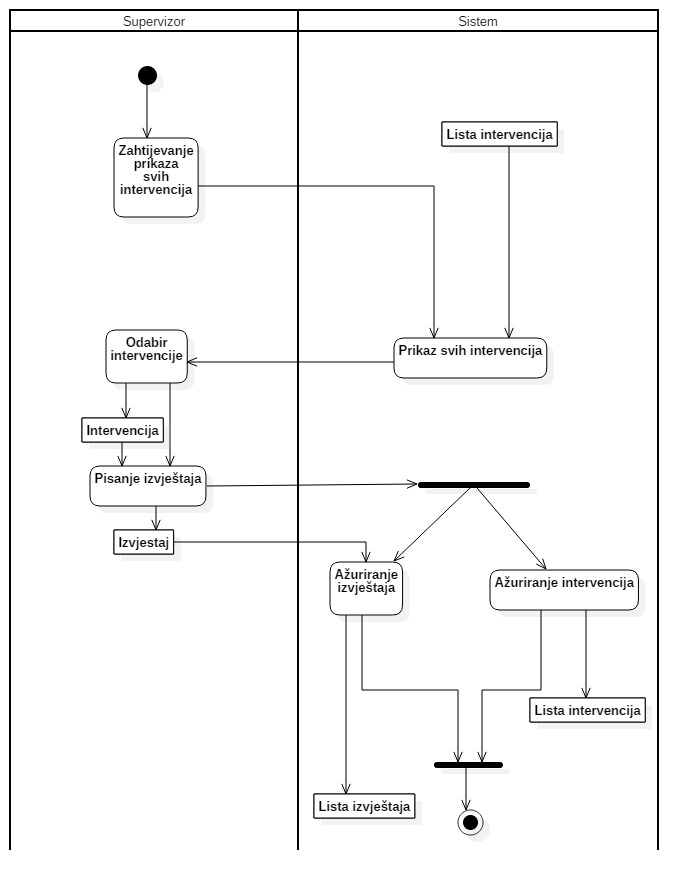 Supervizor
Sistem
Lista intervencija
Zahtijevanje
prikaza
svih
intervencija
Odabir
intervencije
Prikaz svih intervencija
Intervencija
Pisanje izvještaja
Izvjestaj
Ažuriranje
izvještaja
Ažuriranje intervencija
Lista intervencija
Lista izvještaja